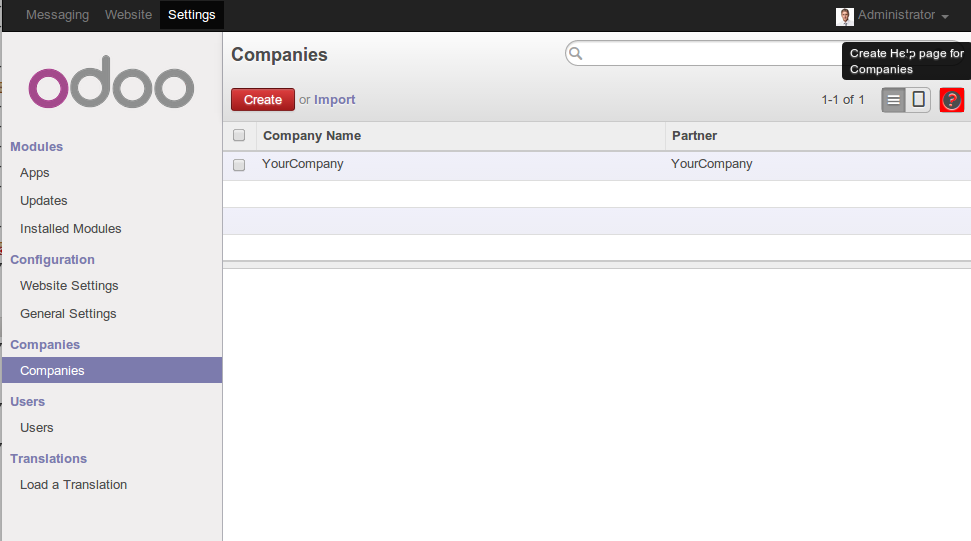 Messaging Website Settings Administrator
odoo
Companies
Create Help page for
Companies
Create or Import 1-1 of 1 ?
Modules
Apps
Updates
Installed Modules
Configuration
Website Settings
General Settings
Companies
Companies
Users
Users
Translations
Load a Translation
Company Name Partner
YourCompany YourCompany